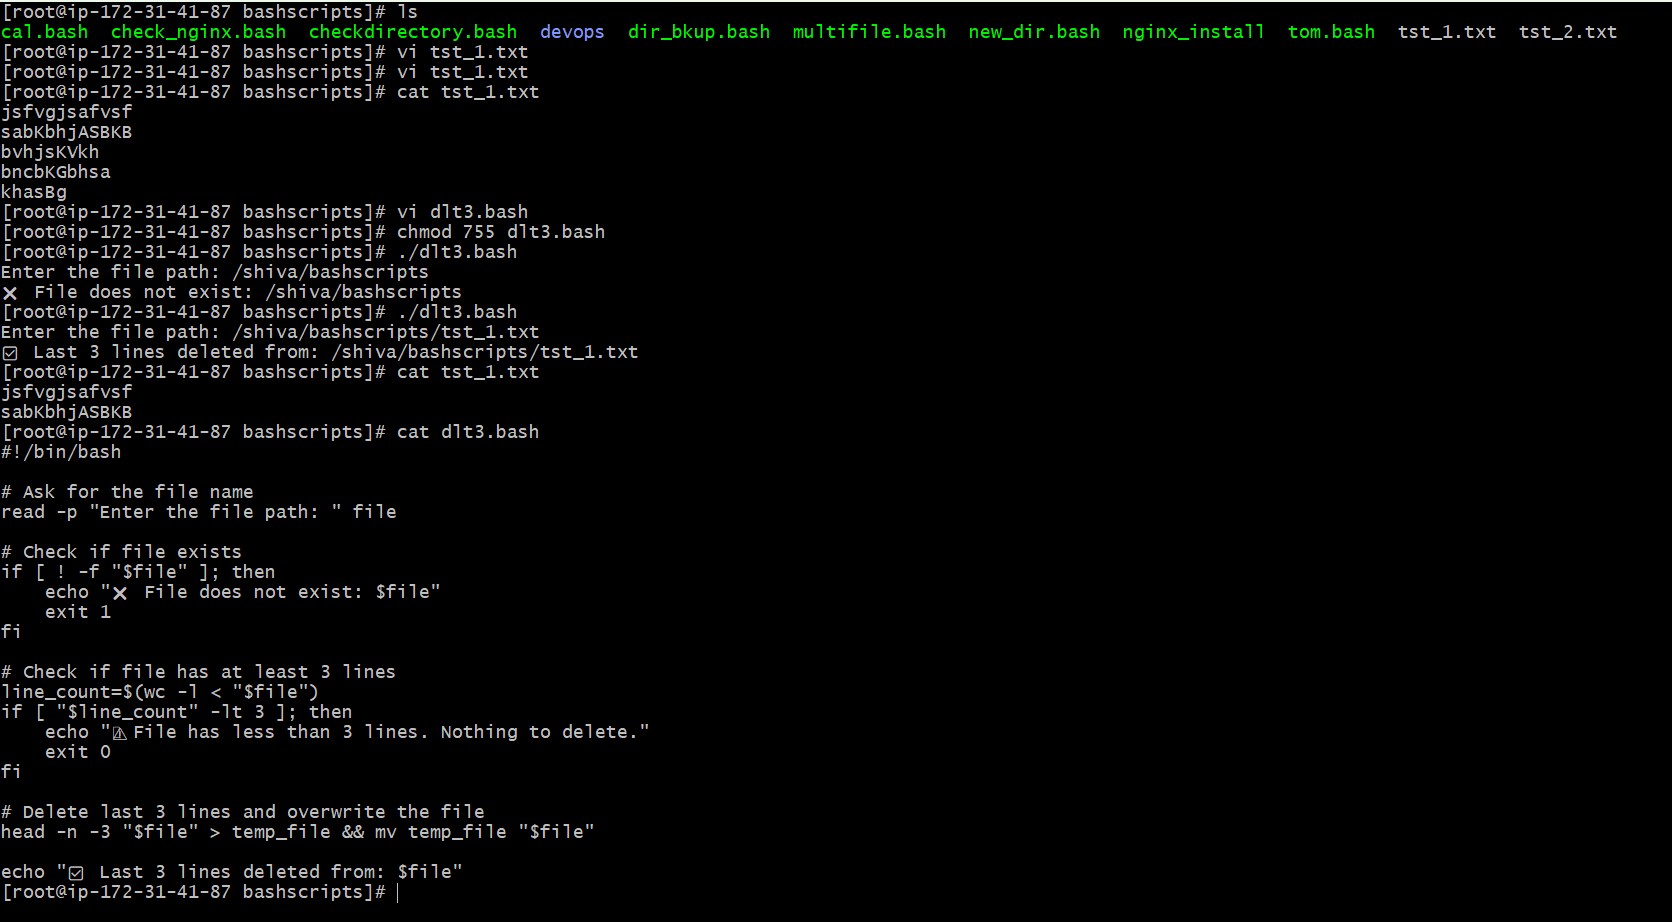 [root@ip-172-31-41-87 bashscripts]# ls
cal.bash  check_nginx.bash  checkdirectory.bash  devops  dir_bkup.bash  multifile.bash  new_dir.bash  nginx_install  tom.bash  tst_1.txt  tst_2.txt
[root@ip-172-31-41-87 bashscripts]# vi tst_1.txt
[root@ip-172-31-41-87 bashscripts]# vi tst_1.txt
[root@ip-172-31-41-87 bashscripts]# cat tst_1.txt
jsfvgjsafvsf
sabKbhjASBKB
bvhjsKVkh
bncbKGbhsa
khasBg
[root@ip-172-31-41-87 bashscripts]# vi dlt3.bash
[root@ip-172-31-41-87 bashscripts]# chmod 755 dlt3.bash
[root@ip-172-31-41-87 bashscripts]# ./dlt3.bash
Enter the file path: /shiva/bashscripts
❌ File does not exist: /shiva/bashscripts
[root@ip-172-31-41-87 bashscripts]# ./dlt3.bash
Enter the file path: /shiva/bashscripts/tst_1.txt
✅ Last 3 lines deleted from: /shiva/bashscripts/tst_1.txt
[root@ip-172-31-41-87 bashscripts]# cat tst_1.txt
jsfvgjsafvsf
sabKbhjASBKB
[root@ip-172-31-41-87 bashscripts]# cat dlt3.bash
#!/bin/bash

# Ask for the file name
read -p "Enter the file path: " file

# Check if file exists
if [ ! -f "$file" ]; then
    echo "❌ File does not exist: $file"
    exit 1
fi

# Check if file has at least 3 lines
line_count=$(wc -l < "$file")
if [ "$line_count" -lt 3 ]; then
    echo "⚠ File has less than 3 lines. Nothing to delete."
    exit 0
fi

# Delete last 3 lines and overwrite the file
head -n -3 "$file" > temp_file && mv temp_file "$file"

echo "✅ Last 3 lines deleted from: $file"
[root@ip-172-31-41-87 bashscripts]#